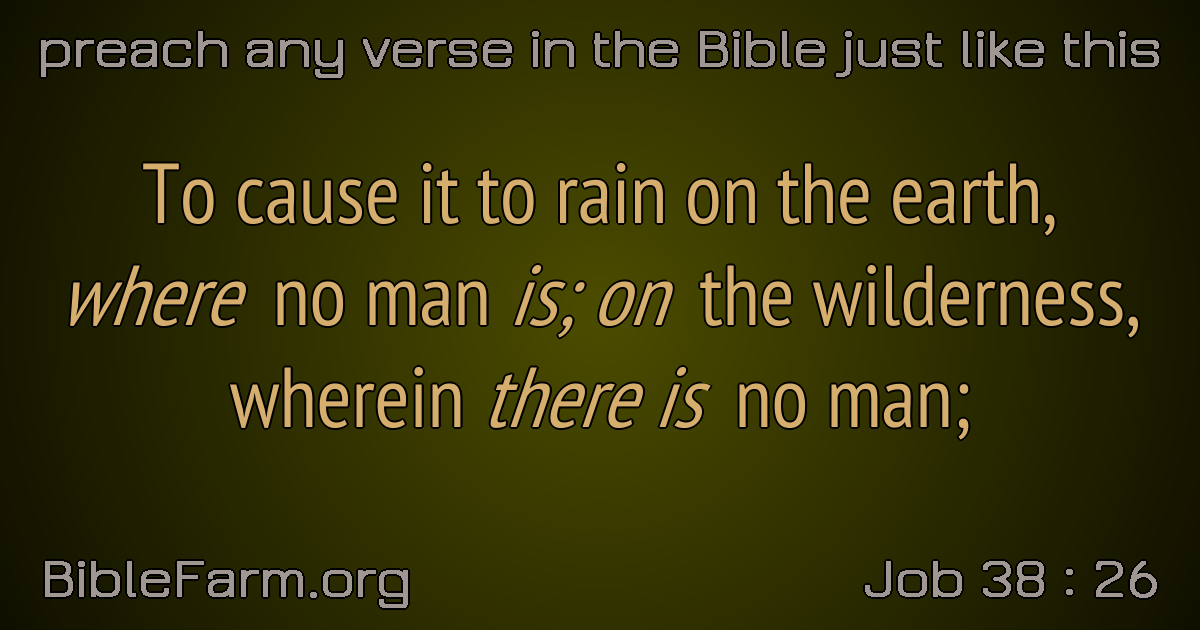 preach any verse in the Bible just like this
To cause it to rain on the earth,
where no man is; on the wilderness,
wherein there is no man;
BibleFarm.org
Job 38 : 26